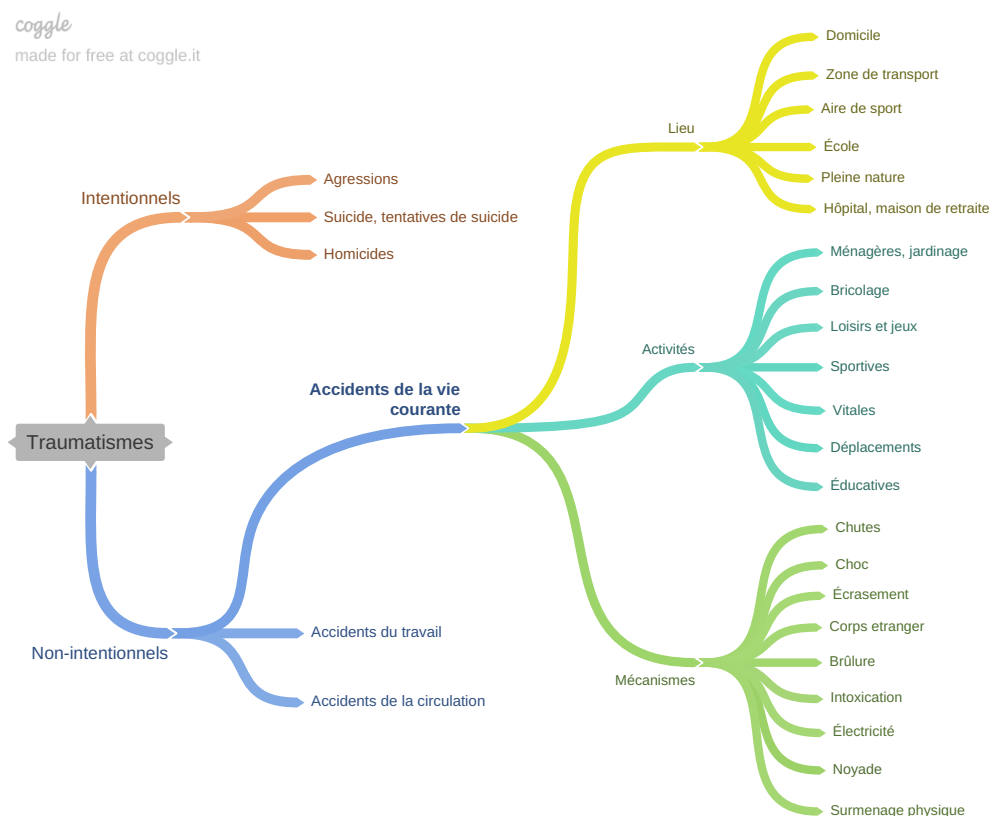 coggle
made for free at coggle.it
Traumatismes
Intentionnels
Agressions
Suicide, tentatives de suicide
Homicides
Non-intentionnels
Accidents de la vie
courante
Accidents du travail
Accidents de la circulation
Lieu
Domicile
Zone de transport
Aire de sport
École
Pleine nature
Hôpital, maison de retraite
Activités
Ménagères, jardinage
Bricolage
Loisirs et jeux
Sportives
Vitales
Déplacements
Éducatives
Mécanismes
Chutes
Choc
Écrasement
Corps etranger
Brûlure
Intoxication
Électricité
Noyade
Surmenage physique